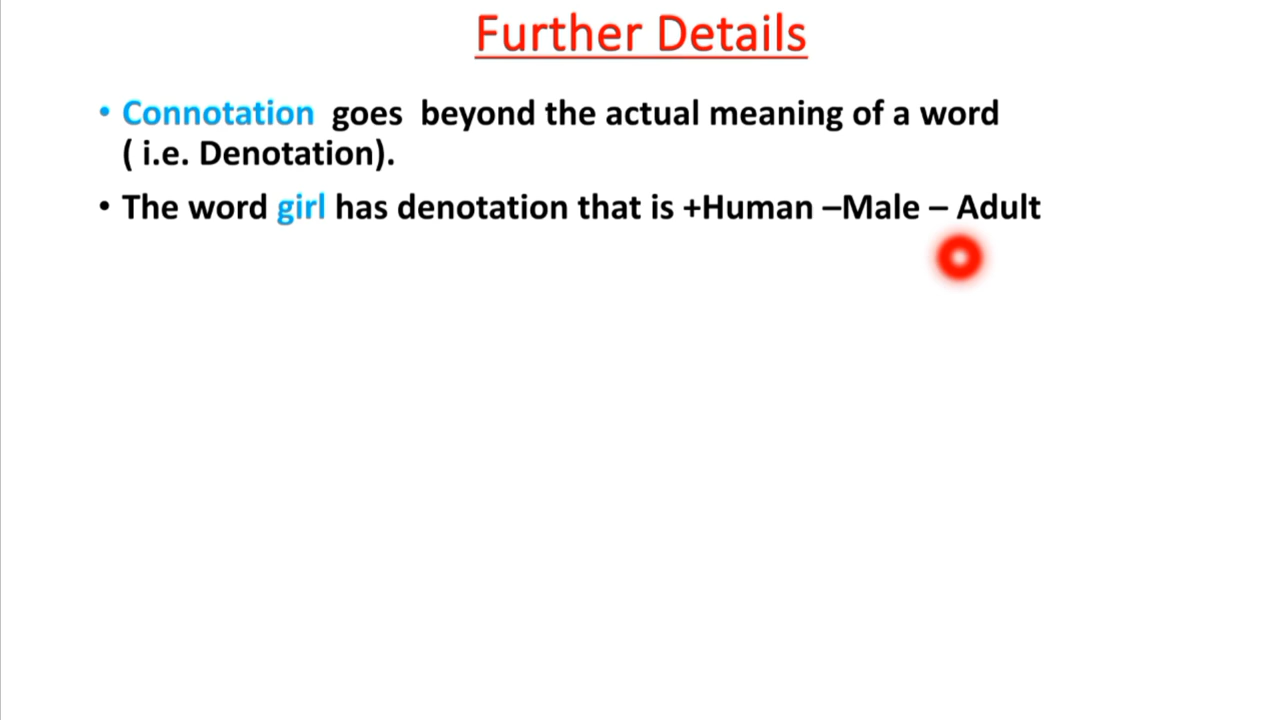 Further Details
• Connotation goes beyond the actual meaning of a word
( i.e. Denotation).
• The word girl has denotation that is +Human –Male – Adult